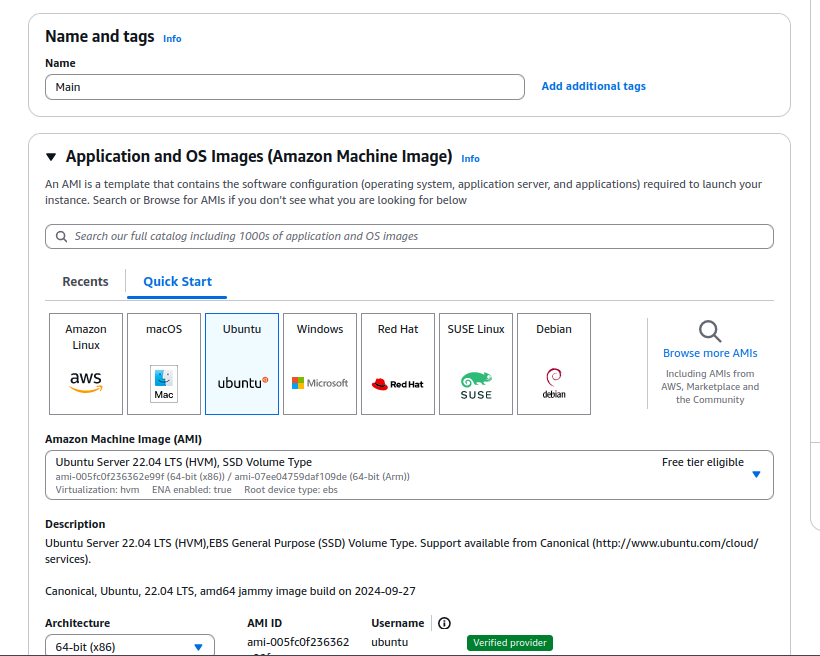 Name and tags Info
Name
Main
Add additional tags
Application and OS Images (Amazon Machine Image) Info
An AMI is a template that contains the software configuration (operating system, application server, and applications) required to launch your
instance. Search or Browse for AMIs if you don't see what you are looking for below
Search our full catalog including 1000s of application and OS images
Recents
Quick Start
Amazon
Linux
aws
macOS
Mac
Ubuntu
ubuntu
Windows
Microsoft
Red Hat
Red Hat
SUSE Linux
SUSE
Debian
debian
Browse more AMIs
Including AMIs from
AWS, Marketplace and
the Community
Amazon Machine Image (AMI)
Ubuntu Server 22.04 LTS (HVM), SSD Volume Type
Free tier eligible
ami-005fc0f236362e99f (64-bit (x86)) / ami-07ee04759daf109de (64-bit (Arm))
Virtualization: hvm ENA enabled: true Root device type: ebs
Description
Ubuntu Server 22.04 LTS (HVM),EBS General Purpose (SSD) Volume Type. Support available from Canonical (http://www.ubuntu.com/cloud/
services).
Canonical, Ubuntu, 22.04 LTS, amd64 jammy image build on 2024-09-27
Architecture
AMI ID
Username
64-bit (x86)
ami-005fc0f236362
ubuntu
Verified provider